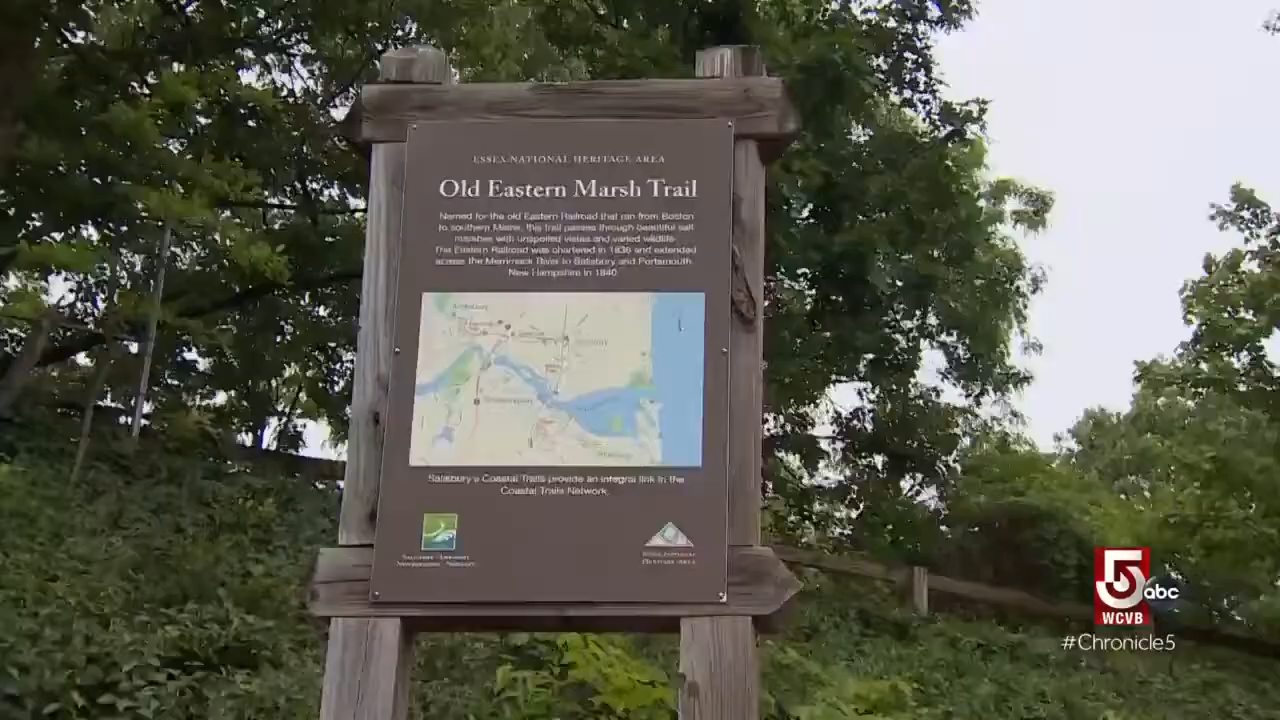 ESSEX NATIONAL HERITAGE AREA
Old Eastern Marsh Trail
Named for the old Eastern Railroad that ran from Boston
to southern Maine, this trail passes through beautiful salt
marshes with unspoiled vistas and varied wildlife.
The Eastern Railroad was chartered in 1836 and extended
across the Merrimack River to Salisbury and Portsmouth,
New Hampshire in 1840.
Salisbury's Coastal Trails provide an integral link in the
Coastal Trails Network.
HERITAGE AREA
5 abc
WCVB
#Chronicle5